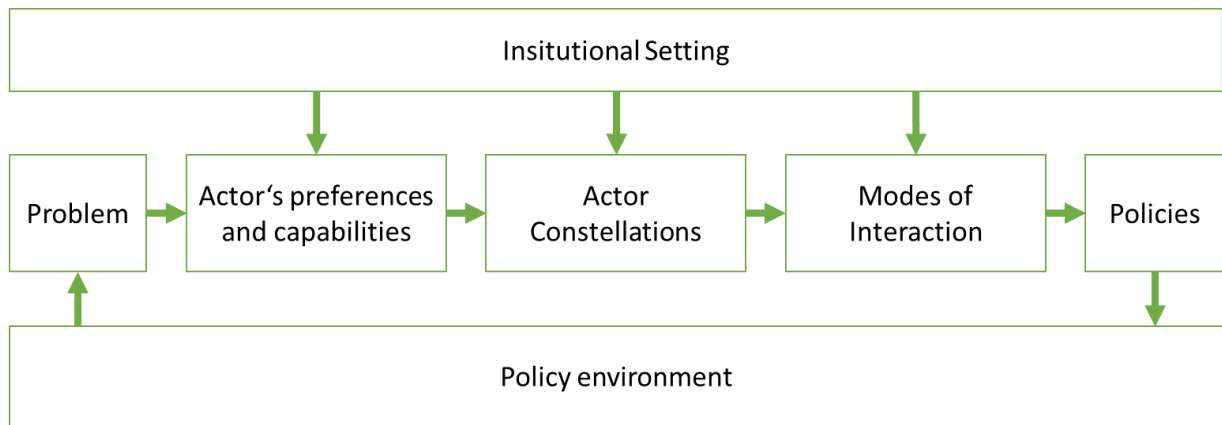 Insitutional Setting
Problem
Actor‘s preferences
and capabilities
Actor
Constellations
Modes of
Interaction
Policies
Policy environment